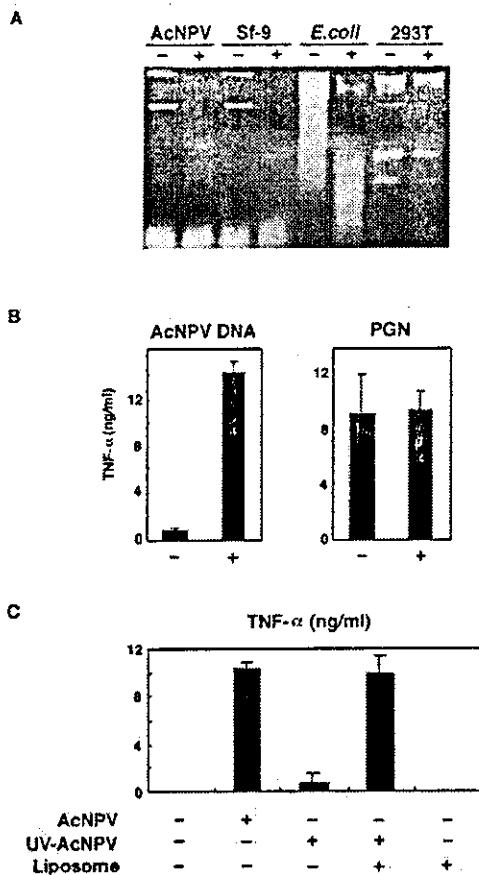 A
AcNPV Sf-9 E.coli 293T
− + − + − + − +
B
AcNPV DNA PGN
TNF-α (ng/ml)
12
8
4
0
12
8
4
0
− + − +
C
TNF-α (ng/ml)
12
8
4
0
AcNPV − + − − −
UV-AcNPV − − + + −
Liposome − − − + +